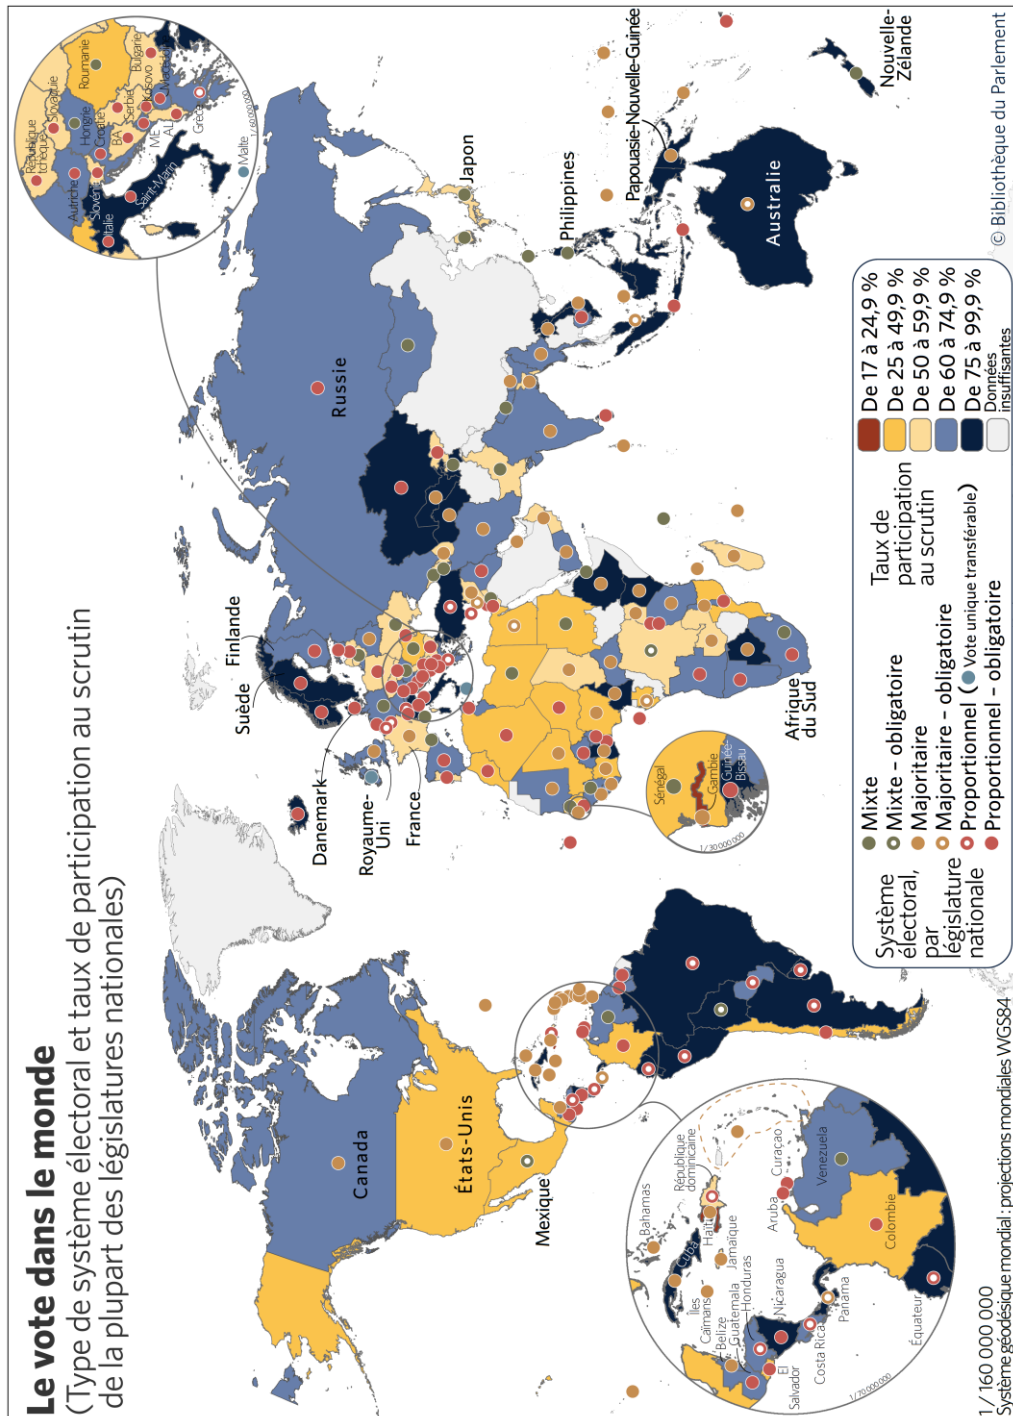 Le vote dans le monde
(Type de système électoral et taux de participation au scrutin
de la plupart des législatures nationales)
Canada
États-Unis
Mexique
Danemark
Royaume-
Uni
France
Suède
Finlande
Russie
Japon
Philippines
Papouasie-Nouvelle-Guinée
Australie
Nouvelle-
Zélande
Afrique
du Sud
République
tchèque
Slovaquie
Autriche
Hongrie
Roumanie
Slovénie
Croatie
Italie
Saint-Marin
BA
Serbie
Bulgarie
ME
Kosovo
AL
Grèce
Malte
1/60 000 000
Sénégal
Gambie
Guinée-
Bissau
1/30 000 000
Bahamas
Cuba
Îles
Caïmans
Jamaïque
Haïti
République
dominicaine
Belize
Guatemala
Honduras
El
Salvador
Nicaragua
Costa Rica
Panama
Aruba
Curaçao
Venezuela
Colombie
Équateur
1/70 000 000
Système
électoral,
par
législature
nationale
Mixte
Mixte – obligatoire
Majoritaire
Majoritaire – obligatoire
Proportionnel (Vote unique transférable)
Proportionnel – obligatoire
Taux de
participation
au scrutin
De 17 à 24,9 %
De 25 à 49,9 %
De 50 à 59,9 %
De 60 à 74,9 %
De 75 à 99,9 %
Données
insuffisantes
1/ 160 000 000
Système géodésique mondial : projections mondiales WGS84
© Bibliothèque du Parlement